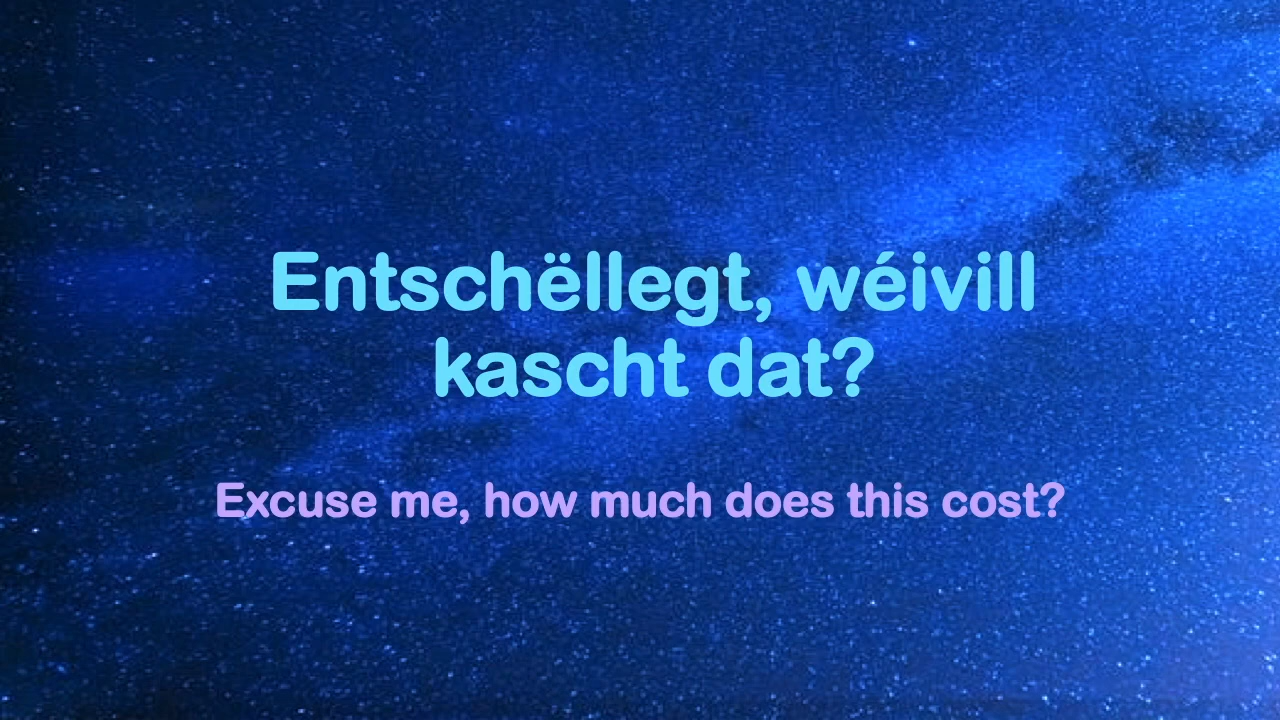 Entschëllegt, wéivill
kascht dat?
Excuse me, how much does this cost?